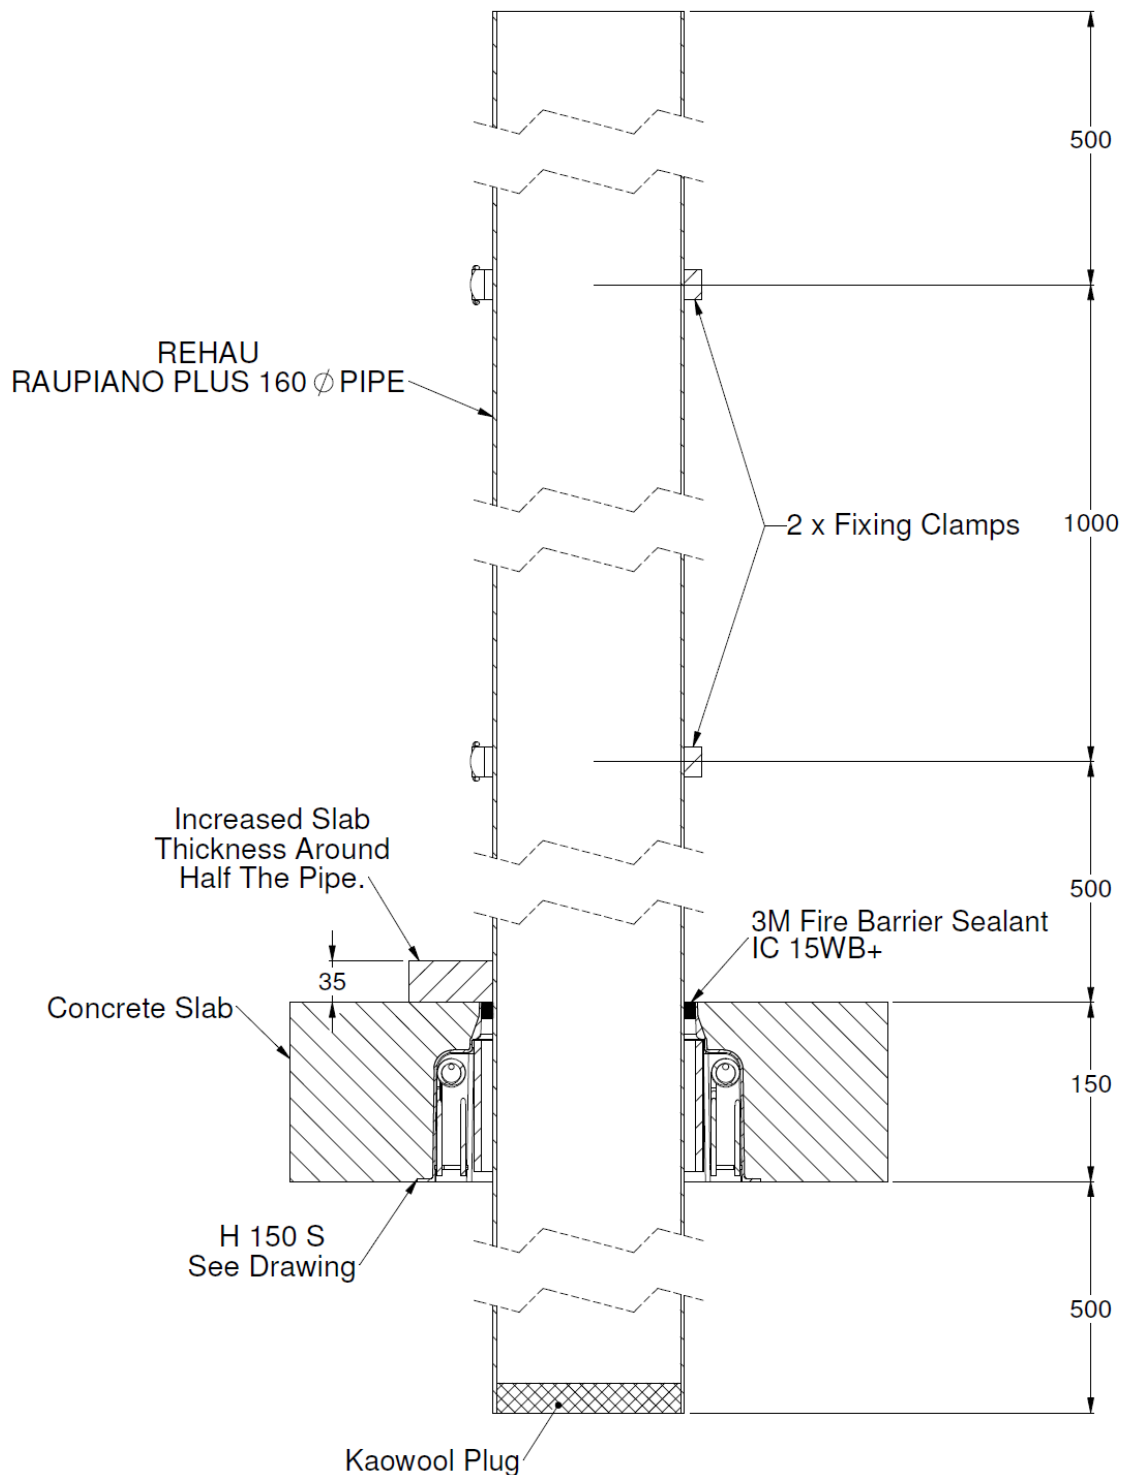 500
REHAU
RAUPIANO PLUS 160 ∅ PIPE
2 x Fixing Clamps
1000
Increased Slab
Thickness Around
Half The Pipe.
500
3M Fire Barrier Sealant
IC 15WB+
35
Concrete Slab
150
H 150 S
See Drawing
500
Kaowool Plug